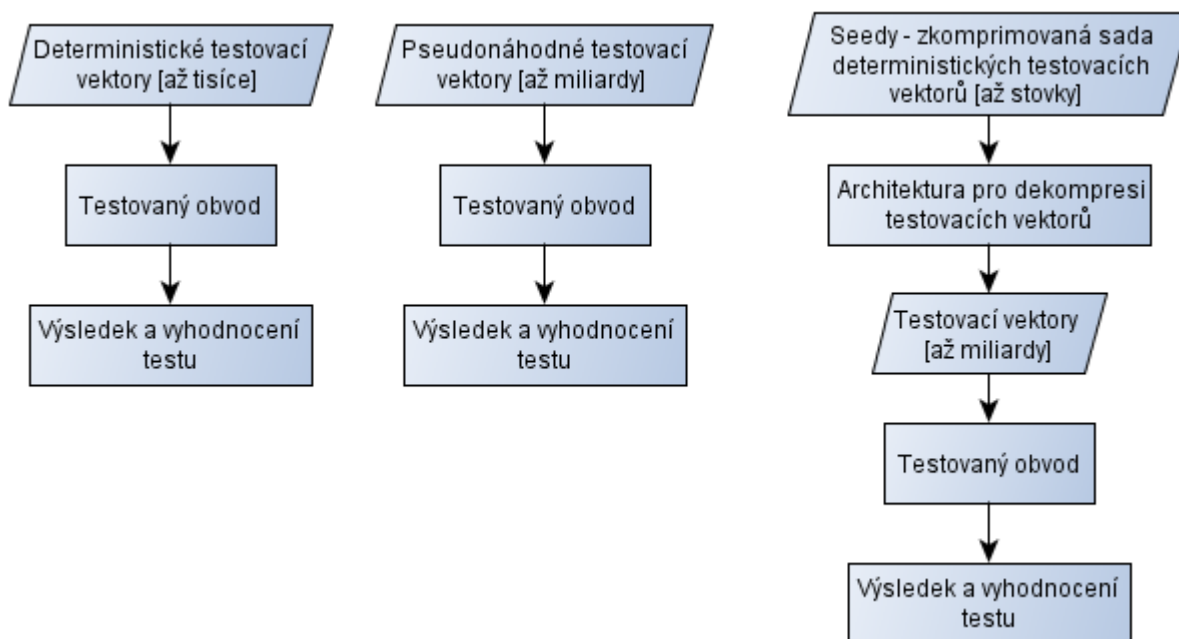 Deterministické testovací
vektory [až tisíce]
Testovaný obvod
Výsledek a vyhodnocení
testu
Pseudonáhodné testovací
vektory [až miliardy]
Testovaný obvod
Výsledek a vyhodnocení
testu
Seedy - zkomprimovaná sada
deterministických testovacích
vektorů [až stovky]
Architektura pro dekompresi
testovacích vektorů
Testovací vektory
[až miliardy]
Testovaný obvod
Výsledek a vyhodnocení
testu